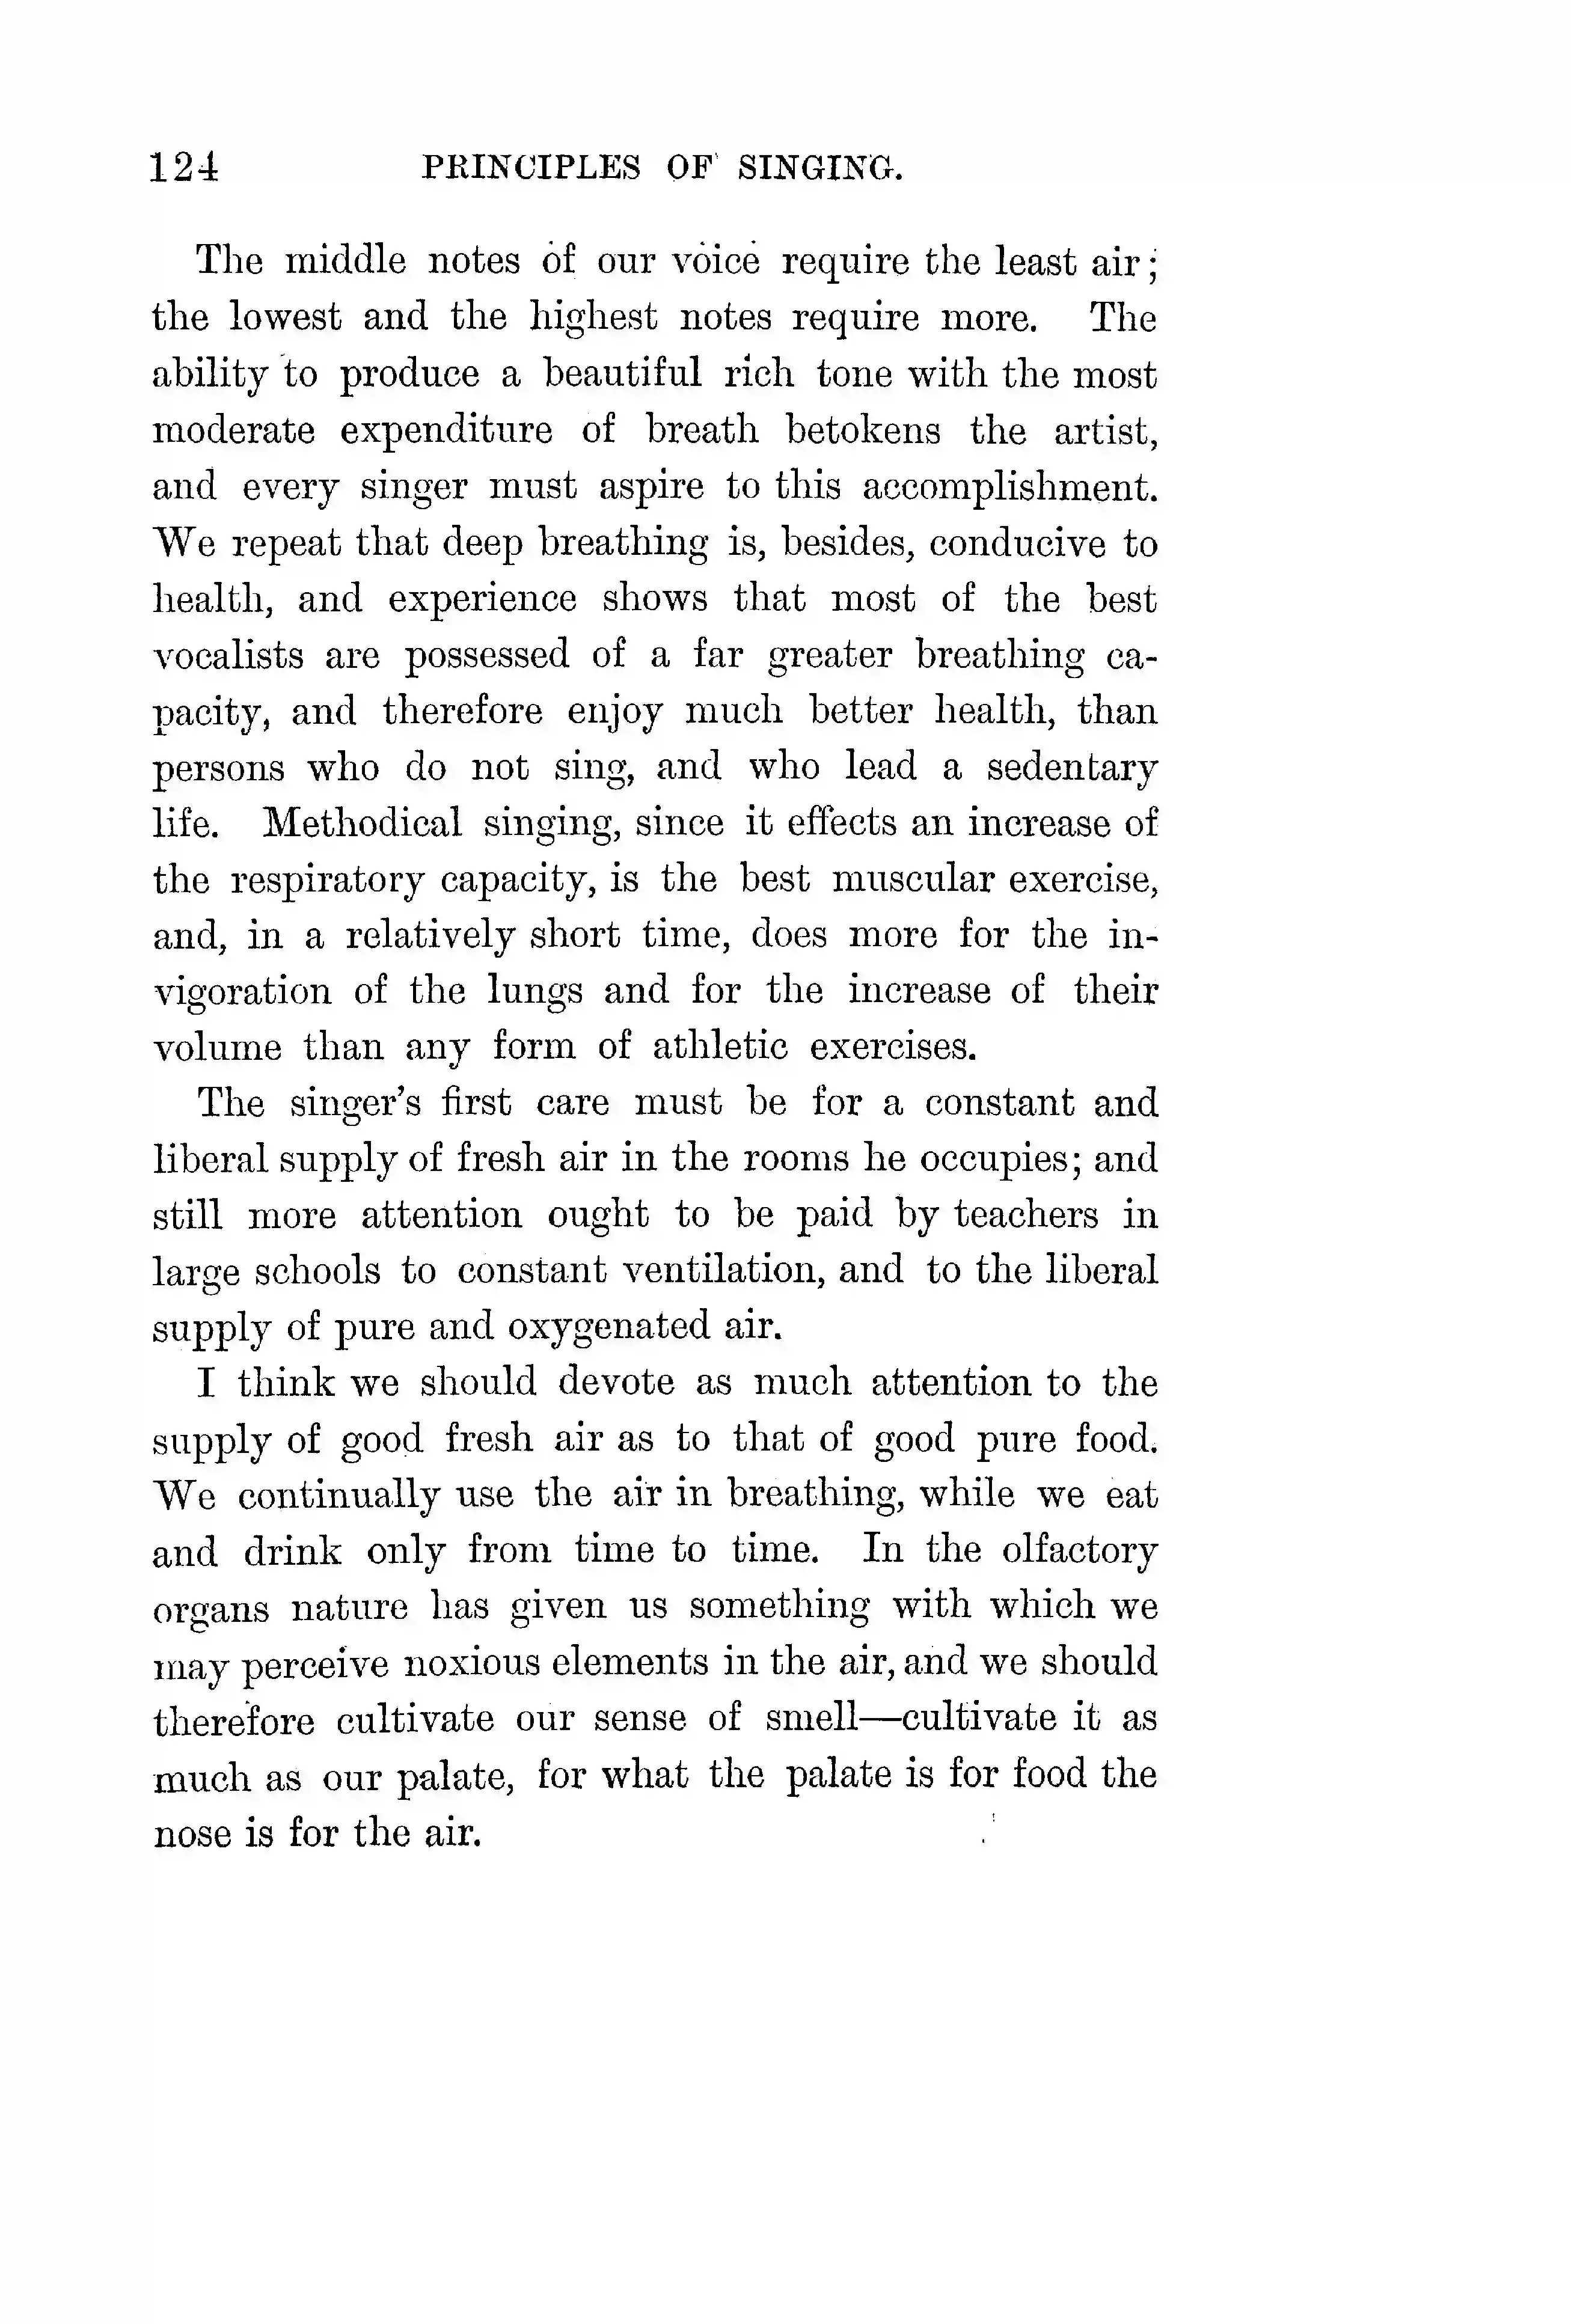 124 PRINCIPLES OF SINGING.
The middle notes of our voice require the least air;
the lowest and the highest notes require more. The
ability to produce a beautiful rich tone with the most
moderate expenditure of breath betokens the artist,
and every singer must aspire to this accomplishment.
We repeat that deep breathing is, besides, conducive to
health, and experience shows that most of the best
vocalists are possessed of a far greater breathing ca-
pacity, and therefore enjoy much better health, than
persons who do not sing, and who lead a sedentary
life. Methodical singing, since it effects an increase of
the respiratory capacity, is the best muscular exercise,
and, in a relatively short time, does more for the in-
vigoration of the lungs and for the increase of their
volume than any form of athletic exercises.
The singer's first care must be for a constant and
liberal supply of fresh air in the rooms he occupies; and
still more attention ought to be paid by teachers in
large schools to constant ventilation, and to the liberal
supply of pure and oxygenated air.
I think we should devote as much attention to the
supply of good fresh air as to that of good pure food.
We continually use the air in breathing, while we eat
and drink only from time to time. In the olfactory
organs nature has given us something with which we
may perceive noxious elements in the air, and we should
therefore cultivate our sense of smell—cultivate it as
much as our palate, for what the palate is for food the
nose is for the air.